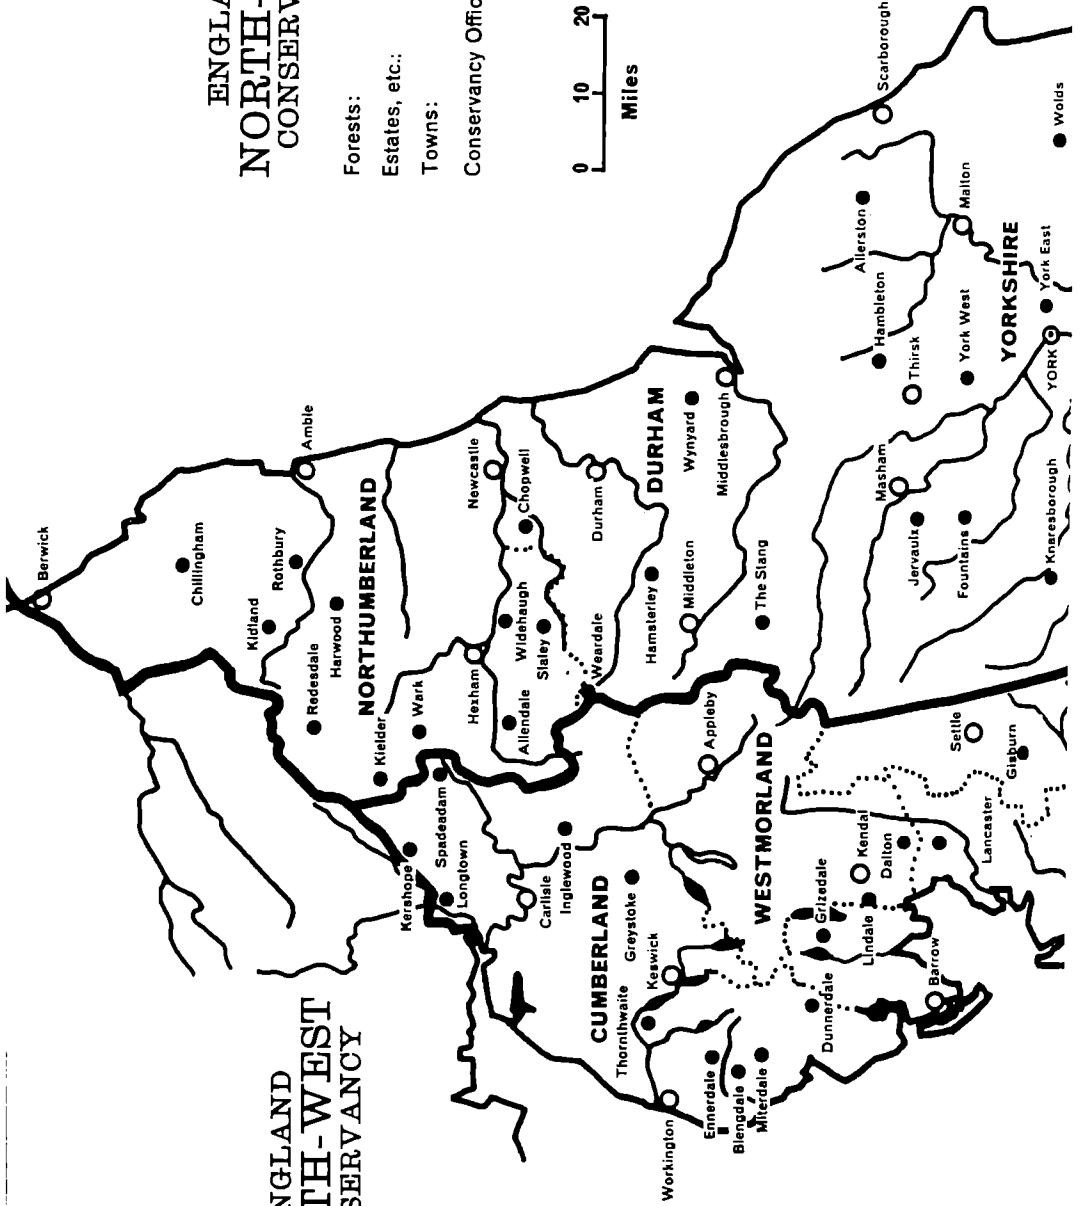 ENGLA
NORTH-
CONSERV
Forests:
Estates, etc.:
Towns:
Conservancy Offic
0 10 20
Miles
NGLAND
TH-WEST
SERVANCY
Berwick
Chillingham
Kidland
Rothbury
Amble
Redesdale
Harwood
NORTHUMBERLAND
Kielder
Wark
Hexham
Newcastle
Chopwell
Widehaugh
Slaley
Allendale
Weardale
Durham
DURHAM
Hamsterley
Wynyard
Middleton
Middlesbrough
The Stang
Kershope
Spadeadam
Longtown
Carlisle
Inglewood
CUMBERLAND
Greystoke
Keswick
Thornthwaite
Workington
Ennerdale
Blengdale
Miterdale
Appleby
WESTMORLAND
Dunnerdale
Grizedale
Kendal
Lindale
Dalton
Barrow
Lancaster
Settle
Gisburn
Scarborough
Allerston
Malton
Wolds
Hambleton
Thirsk
York West
YORKSHIRE
York East
YORK
Masham
Jervaulx
Fountains
Knaresborough